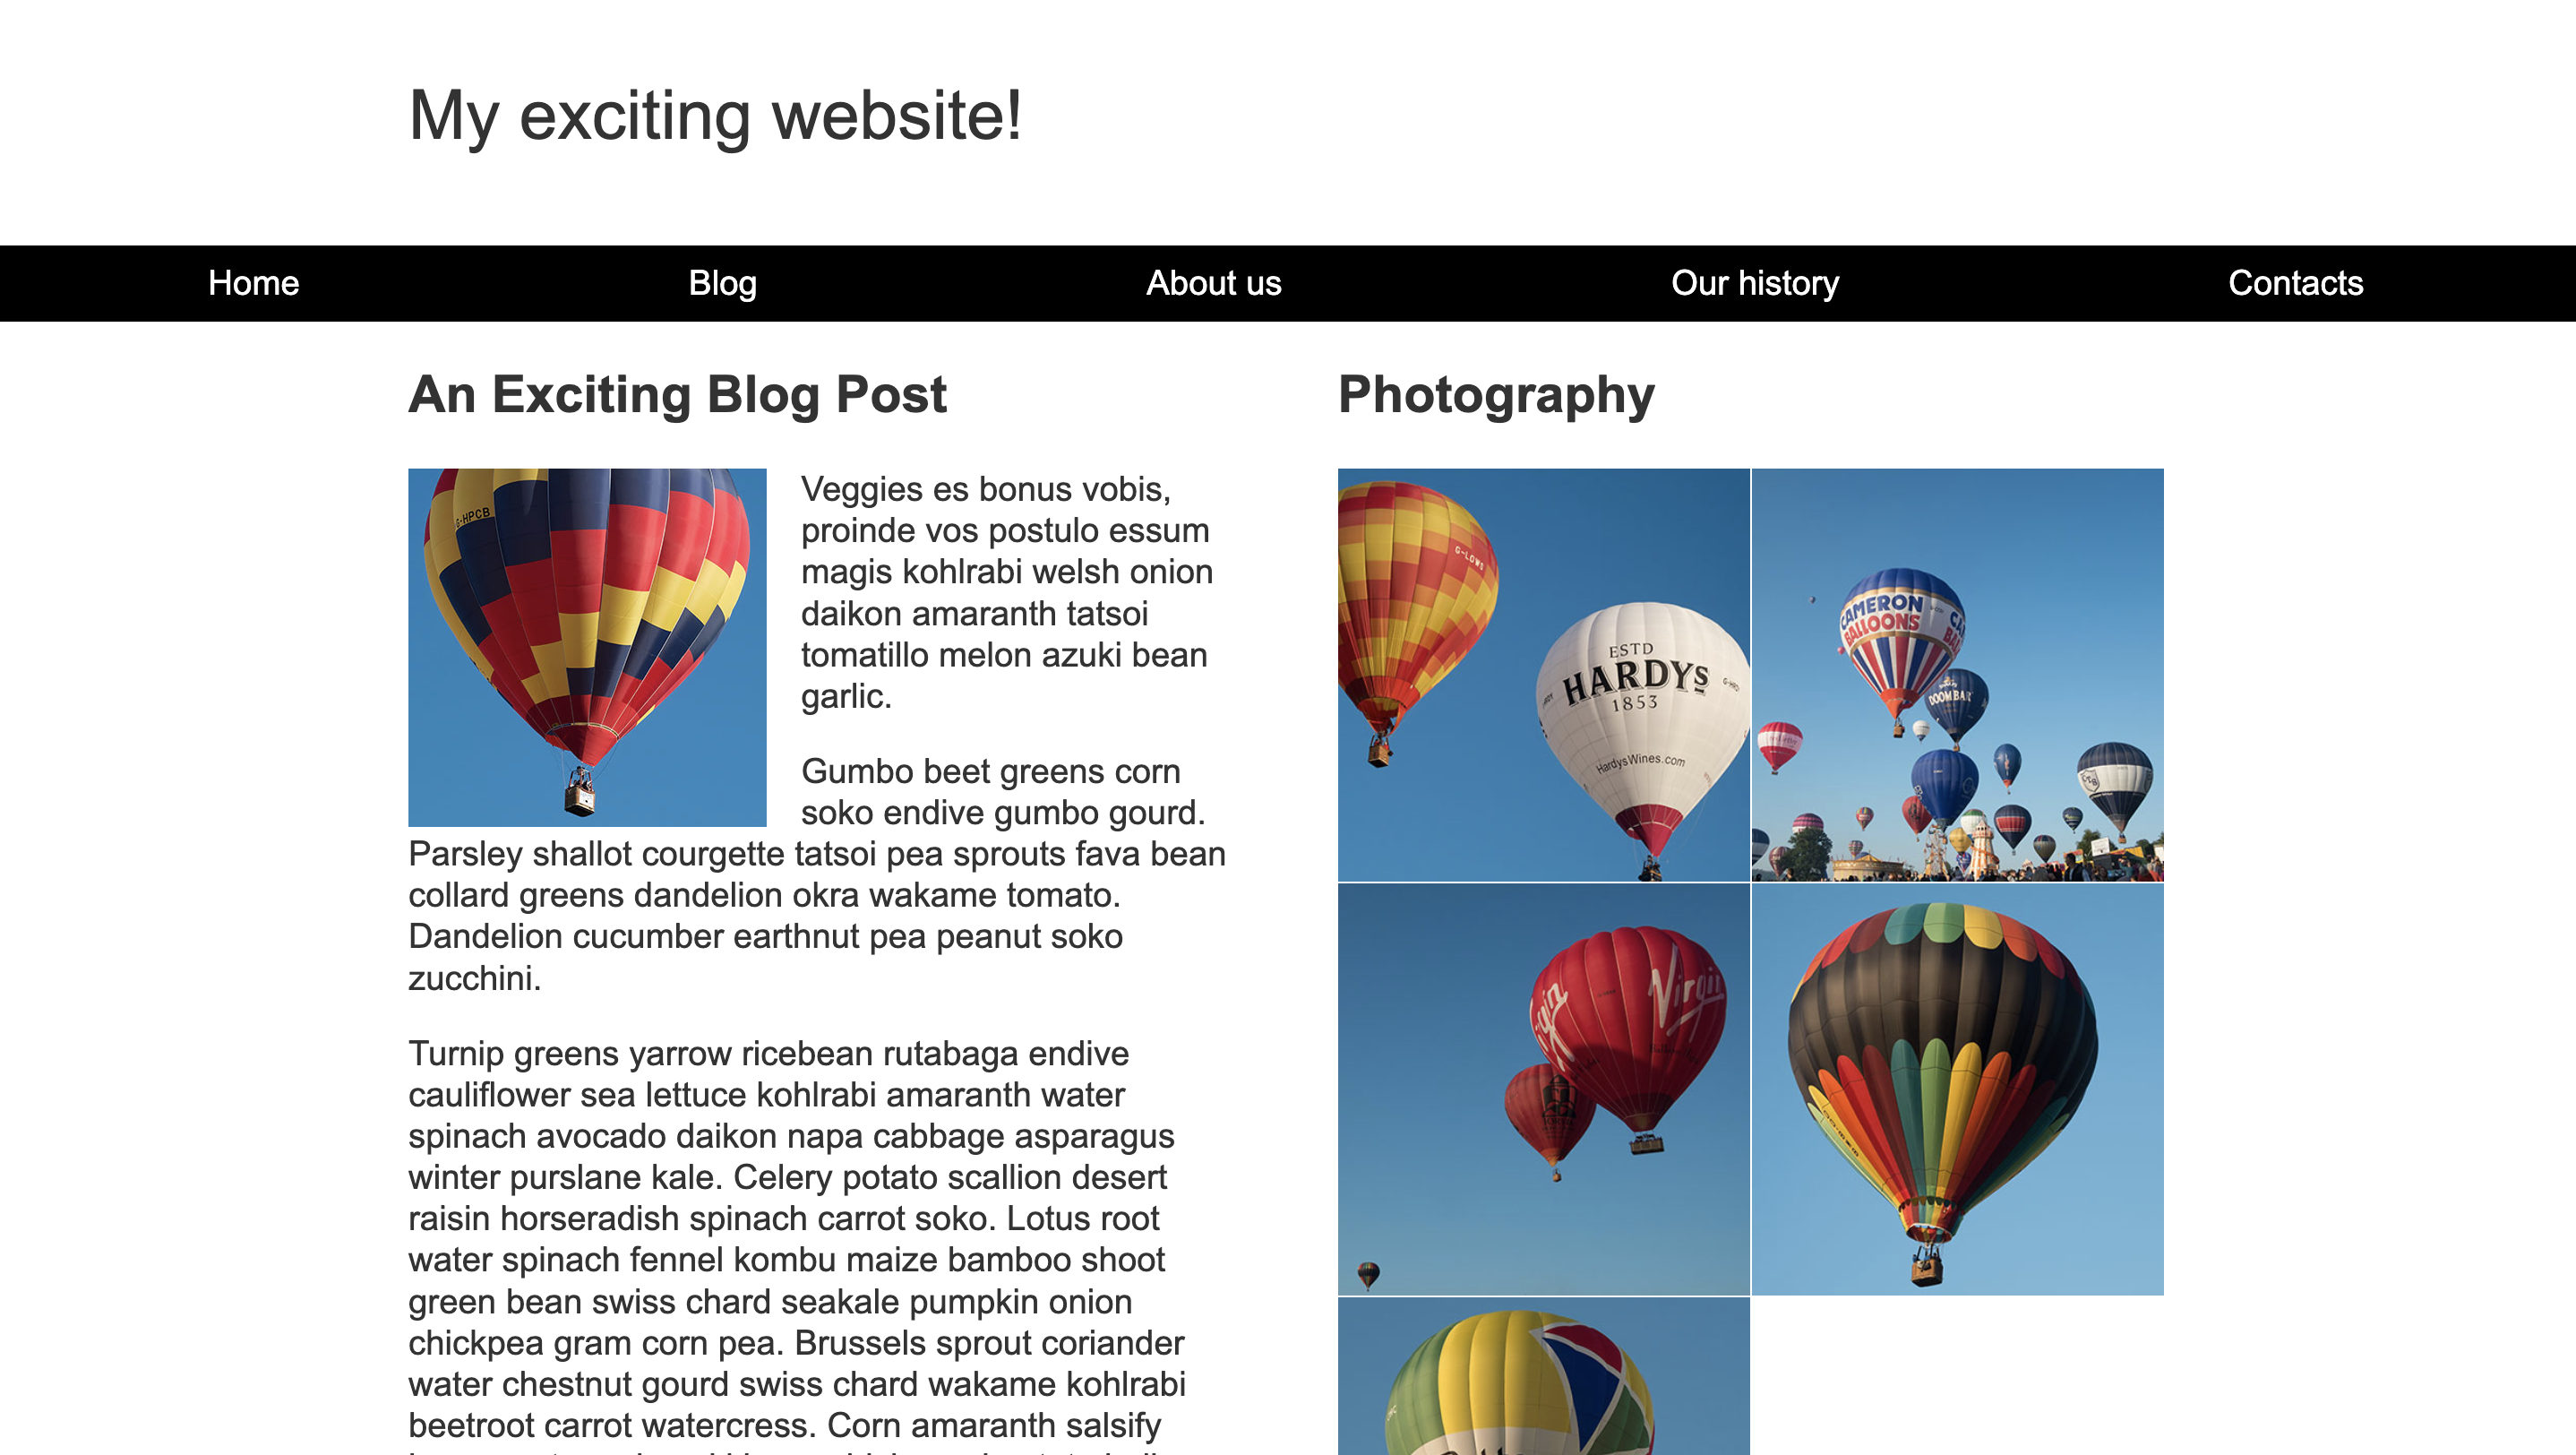 My exciting website!
Home
Blog
About us
Our history
Contacts
An Exciting Blog Post
G-HPCB
Veggies es bonus vobis,
proinde vos postulo essum
magis kohlrabi welsh onion
daikon amaranth tatsoi
tomatillo melon azuki bean
garlic.
Gumbo beet greens corn
soko endive gumbo gourd.
Parsley shallot courgette tatsoi pea sprouts fava bean
collard greens dandelion okra wakame tomato.
Dandelion cucumber earthnut pea peanut soko
zucchini.
Turnip greens yarrow ricebean rutabaga endive
cauliflower sea lettuce kohlrabi amaranth water
spinach avocado daikon napa cabbage asparagus
winter purslane kale. Celery potato scallion desert
raisin horseradish spinach carrot soko. Lotus root
water spinach fennel kombu maize bamboo shoot
green bean swiss chard seakale pumpkin onion
chickpea gram corn pea. Brussels sprout coriander
water chestnut gourd swiss chard wakame kohlrabi
beetroot carrot watercress. Corn amaranth salsify
Photography
G-LOWS
ESTD
HARDYS
1853
HardysWines.com
CAMERON
BALLOONS
DOOM BAR
Virgin